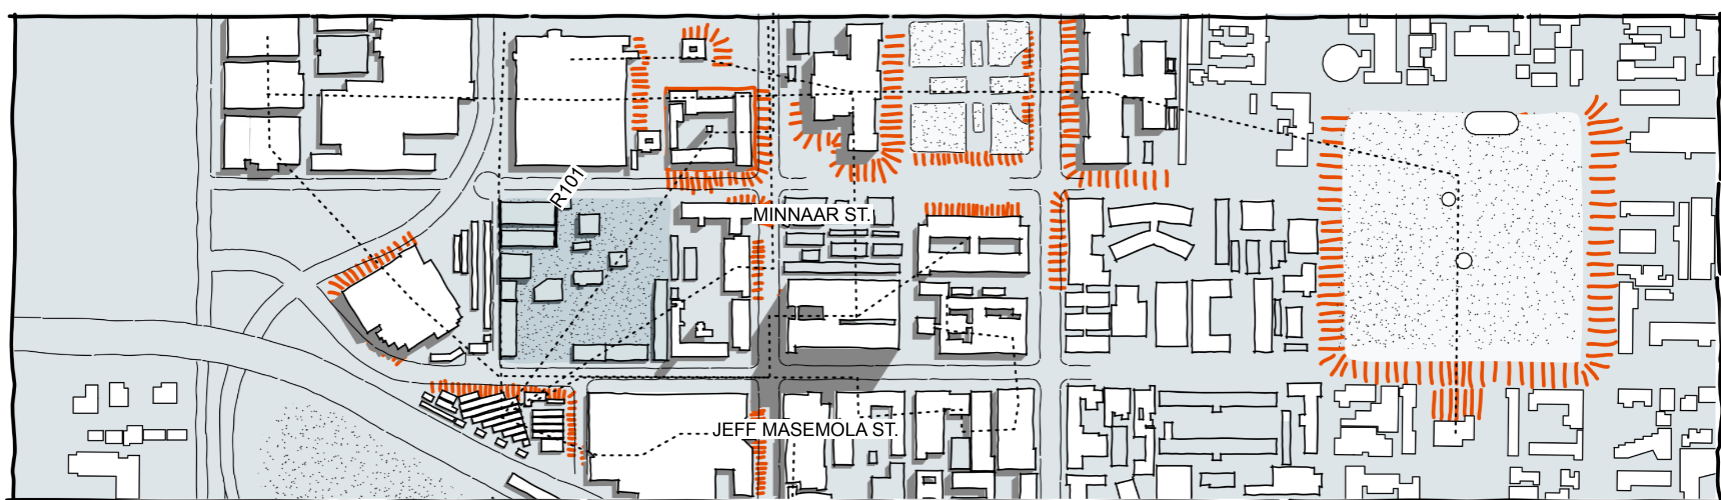 R101
MINNAAR ST.
JEFF MASEMOLA ST.